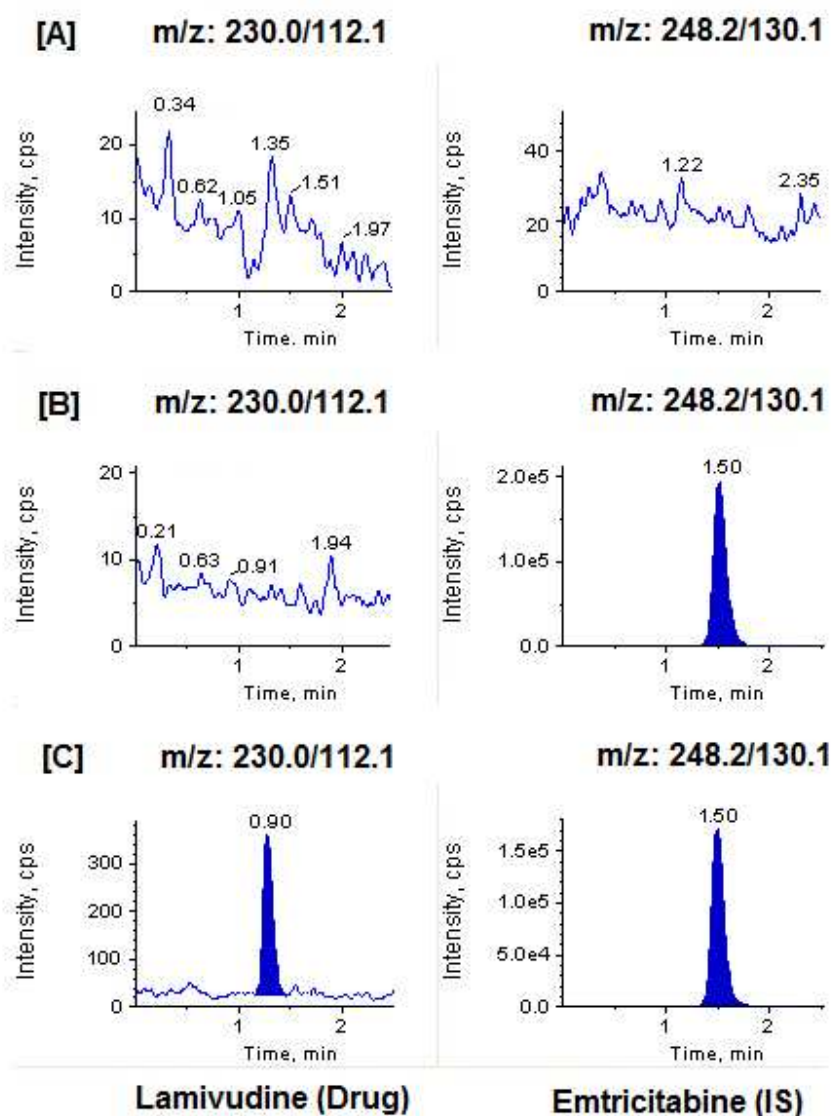 [A] m/z: 230.0/112.1 m/z: 248.2/130.1
Intensity, cps
20
10
0
0.34
0.62
1.05
1.35
1.51
1.97
1 2
Time. min
Intensity, cps
40
20
0
1.22
2.35
1 2
Time. min
[B] m/z: 230.0/112.1 m/z: 248.2/130.1
Intensity, cps
20
10
0
0.21
0.63
0.91
1.94
1 2
Time, min
Intensity, cps
2.0e5
1.0e5
0.0
1.50
1 2
Time, min
[C] m/z: 230.0/112.1 m/z: 248.2/130.1
Intensity, cps
300
200
100
0
0.90
1 2
Time, min
Intensity, cps
1.5e5
1.0e5
5.0e4
0.0
1.50
1 2
Time, min
Lamivudine (Drug) Emtricitabine (IS)